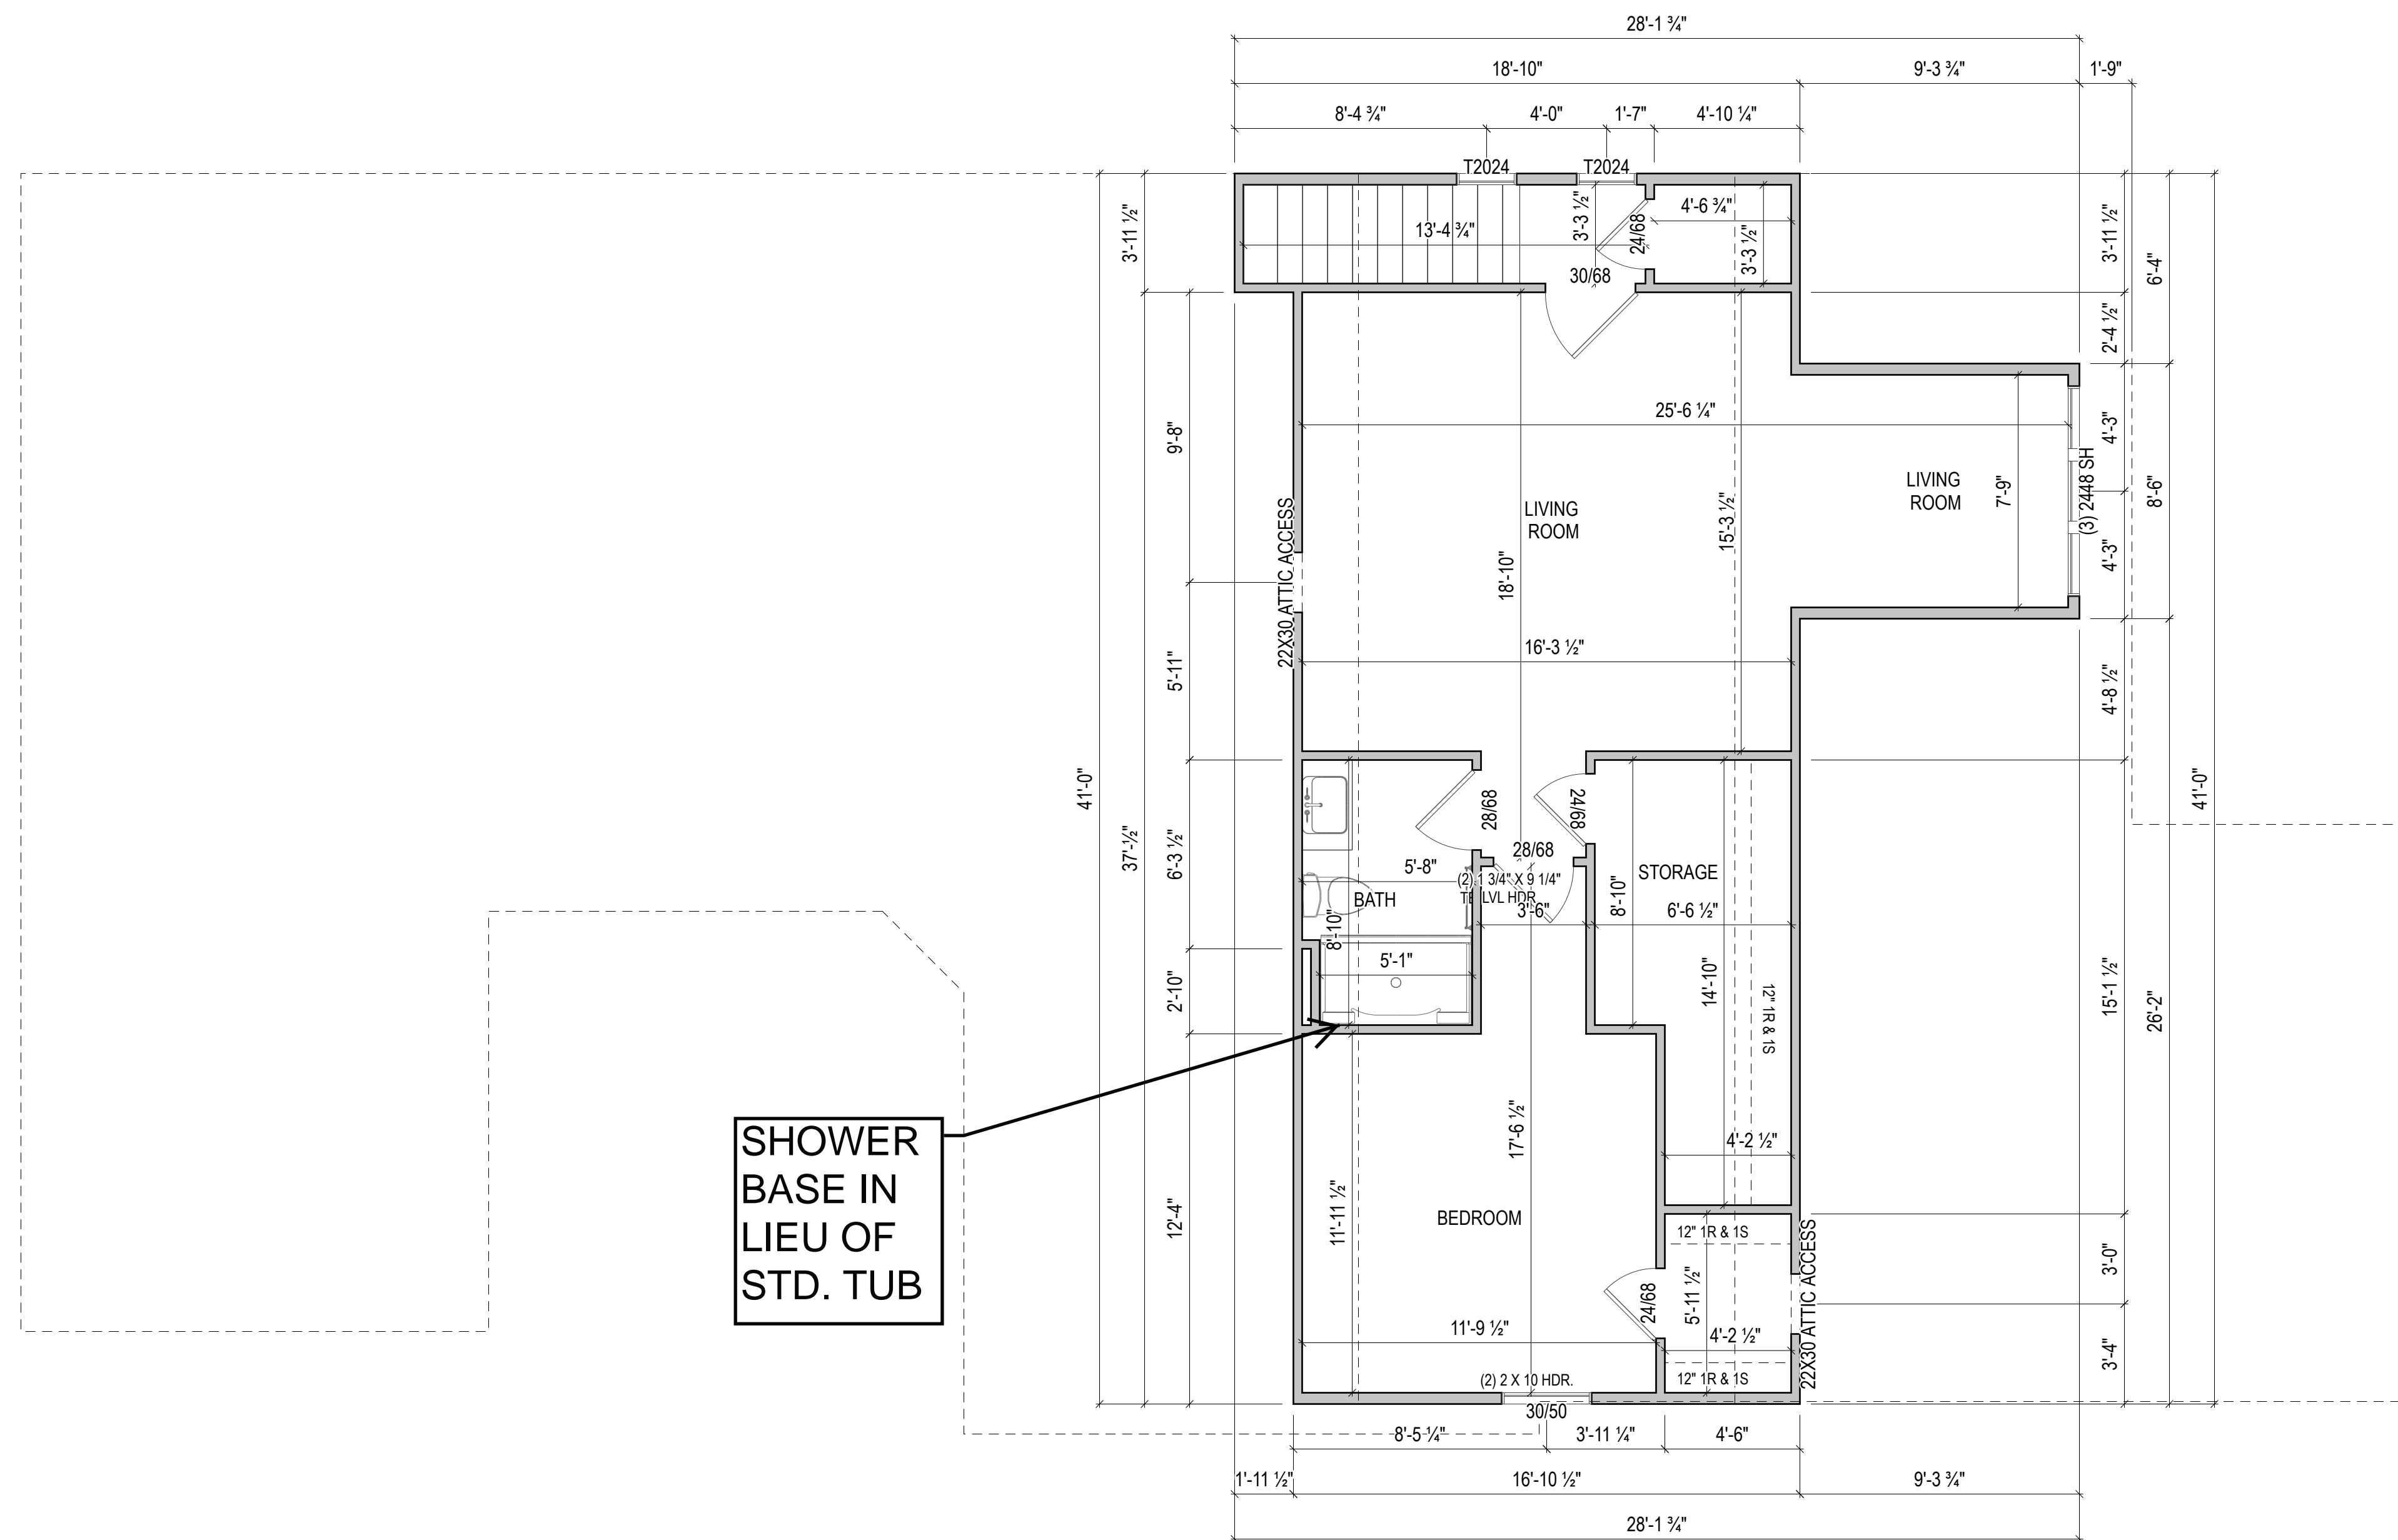 28'-1 ¾"
18'-10"
9'-3 ¾"
1'-9"
8'-4 ¾"
4'-0"
1'-7"
4'-10 ¼"
T2024
T2024
3'-11 ½"
13'-4 ¾"
3'-3 ½"
24/68
4'-6 ¾"
3'-3 ½"
30/68
3'-11 ½"
6'-4"
2'-4 ½"
9'-8"
25'-6 ¼"
4'-3"
LIVING
ROOM
LIVING
ROOM
7'-9"
(3) 2448 SH
8'-6"
15'-3 ½"
18'-10"
4'-3"
22X30 ATTIC ACCESS
16'-3 ½"
5'-11"
4'-8 ½"
41'-0"
37'-½"
6'-3 ½"
28/68
24/68
28/68
41'-0"
5'-8"
(2) 1 3/4" X 9 1/4"
LVL HDR
BATH
3'-6"
8'-10"
STORAGE
8'-10"
6'-6 ½"
5'-1"
2'-10"
14'-10"
12" 1R & 1S
15'-1 ½"
26'-2"
SHOWER
BASE IN
LIEU OF
STD. TUB
17'-6 ½"
4'-2 ½"
11'-11 ½"
12'-4"
BEDROOM
12" 1R & 1S
22X30 ATTIC ACCESS
3'-0"
24/68
5'-11 ½"
11'-9 ½"
4'-2 ½"
3'-4"
(2) 2 X 10 HDR.
12" 1R & 1S
30/50
8'-5 ¼"
3'-11 ¼"
4'-6"
1'-11 ½"
16'-10 ½"
9'-3 ¾"
28'-1 ¾"